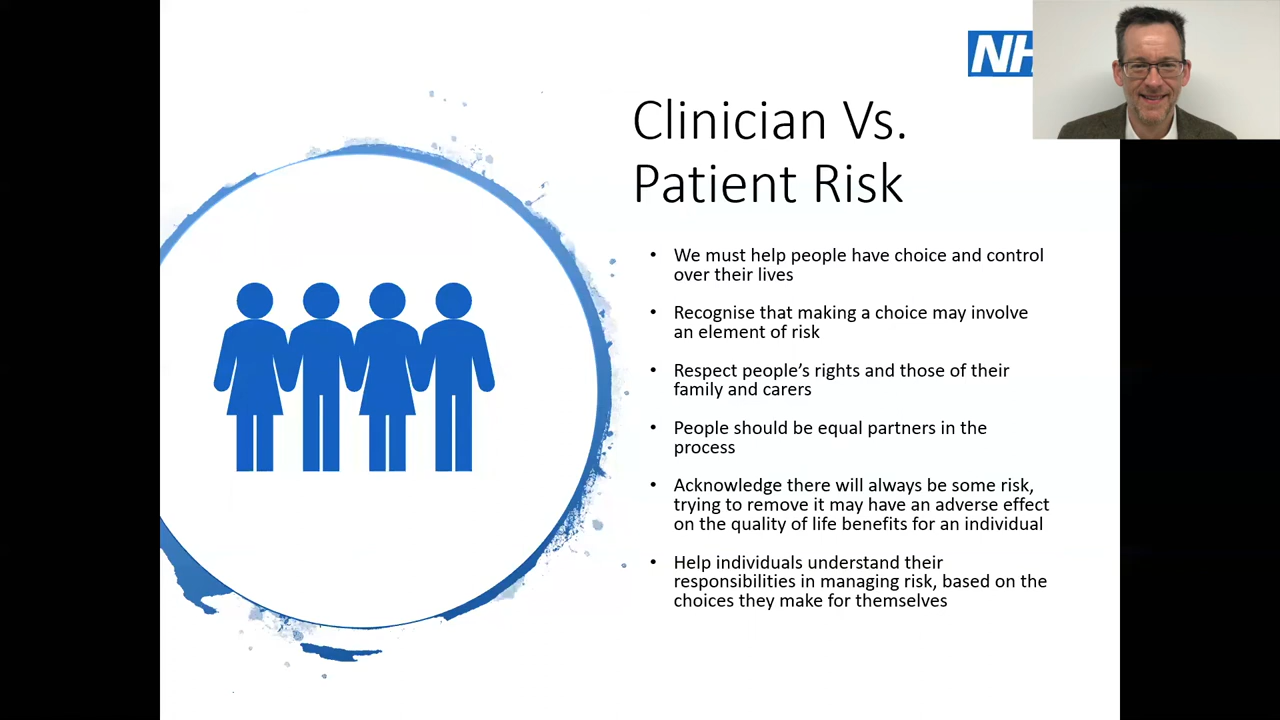 NH
Clinician Vs.
Patient Risk
• We must help people have choice and control
over their lives
• Recognise that making a choice may involve
an element of risk
• Respect people’s rights and those of their
family and carers
• People should be equal partners in the
process
• Acknowledge there will always be some risk,
trying to remove it may have an adverse effect
on the quality of life benefits for an individual
• Help individuals understand their
responsibilities in managing risk, based on the
choices they make for themselves